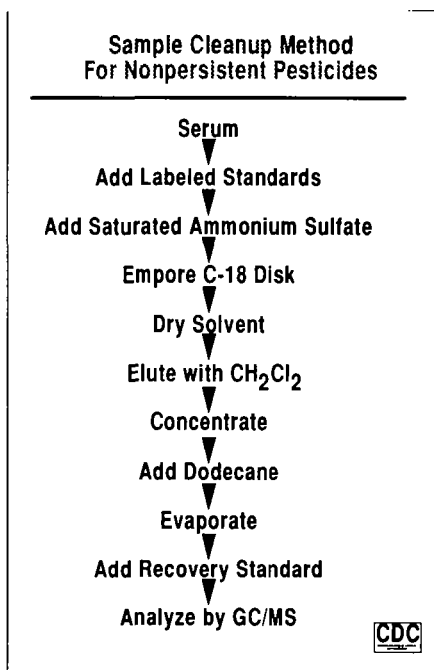 Sample Cleanup Method
For Nonpersistent Pesticides
Serum
Add Labeled Standards
Add Saturated Ammonium Sulfate
Empore C-18 Disk
Dry Solvent
Elute with CH₂Cl₂
Concentrate
Add Dodecane
Evaporate
Add Recovery Standard
Analyze by GC/MS
CDC